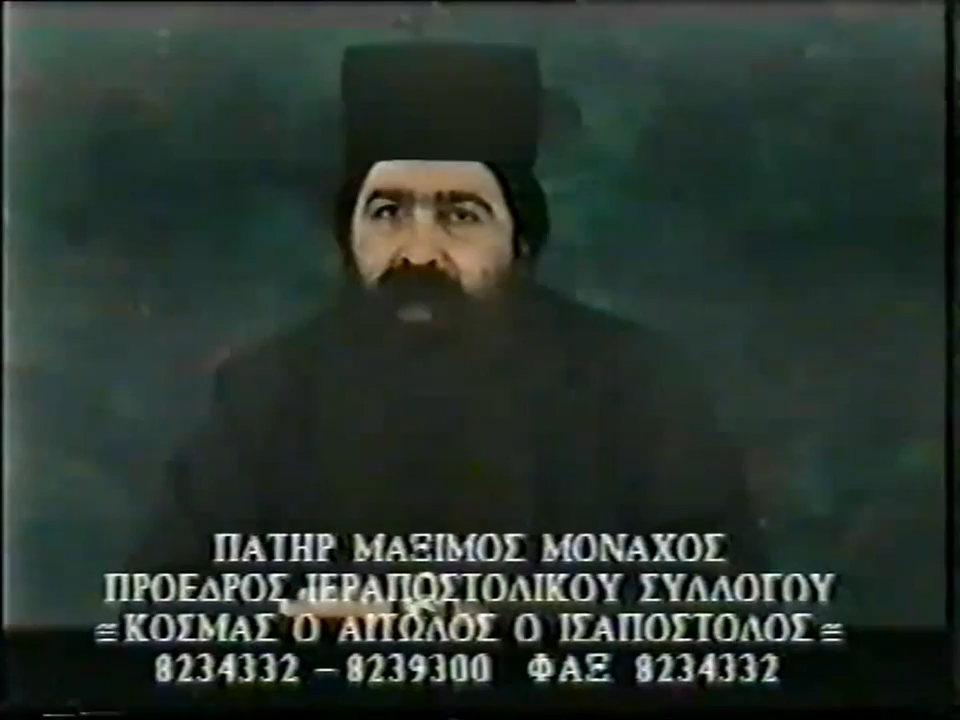 ΠΑΤΗΡ ΜΑΞΙΜΟΣ ΜΟΝΑΧΟΣ
ΠΡΟΕΔΡΟΣ ΙΕΡΑΠΟΣΤΟΛΙΚΟΥ ΣΥΛΛΟΓΟΥ
≅ΚΟΣΜΑΣ Ο ΑΙΤΩΛΟΣ Ο ΙΣΑΠΟΣΤΟΛΟΣ≅
8234332 – 8239300 ΦΑΞ 8234332